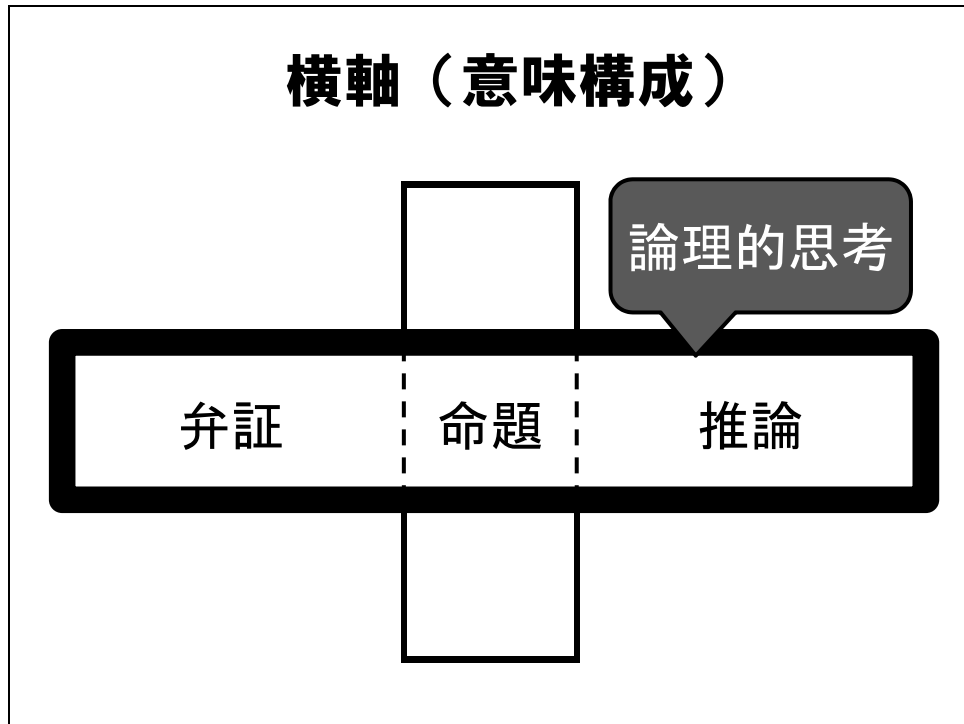 横軸（意味構成）
論理的思考
弁証
命題
推論